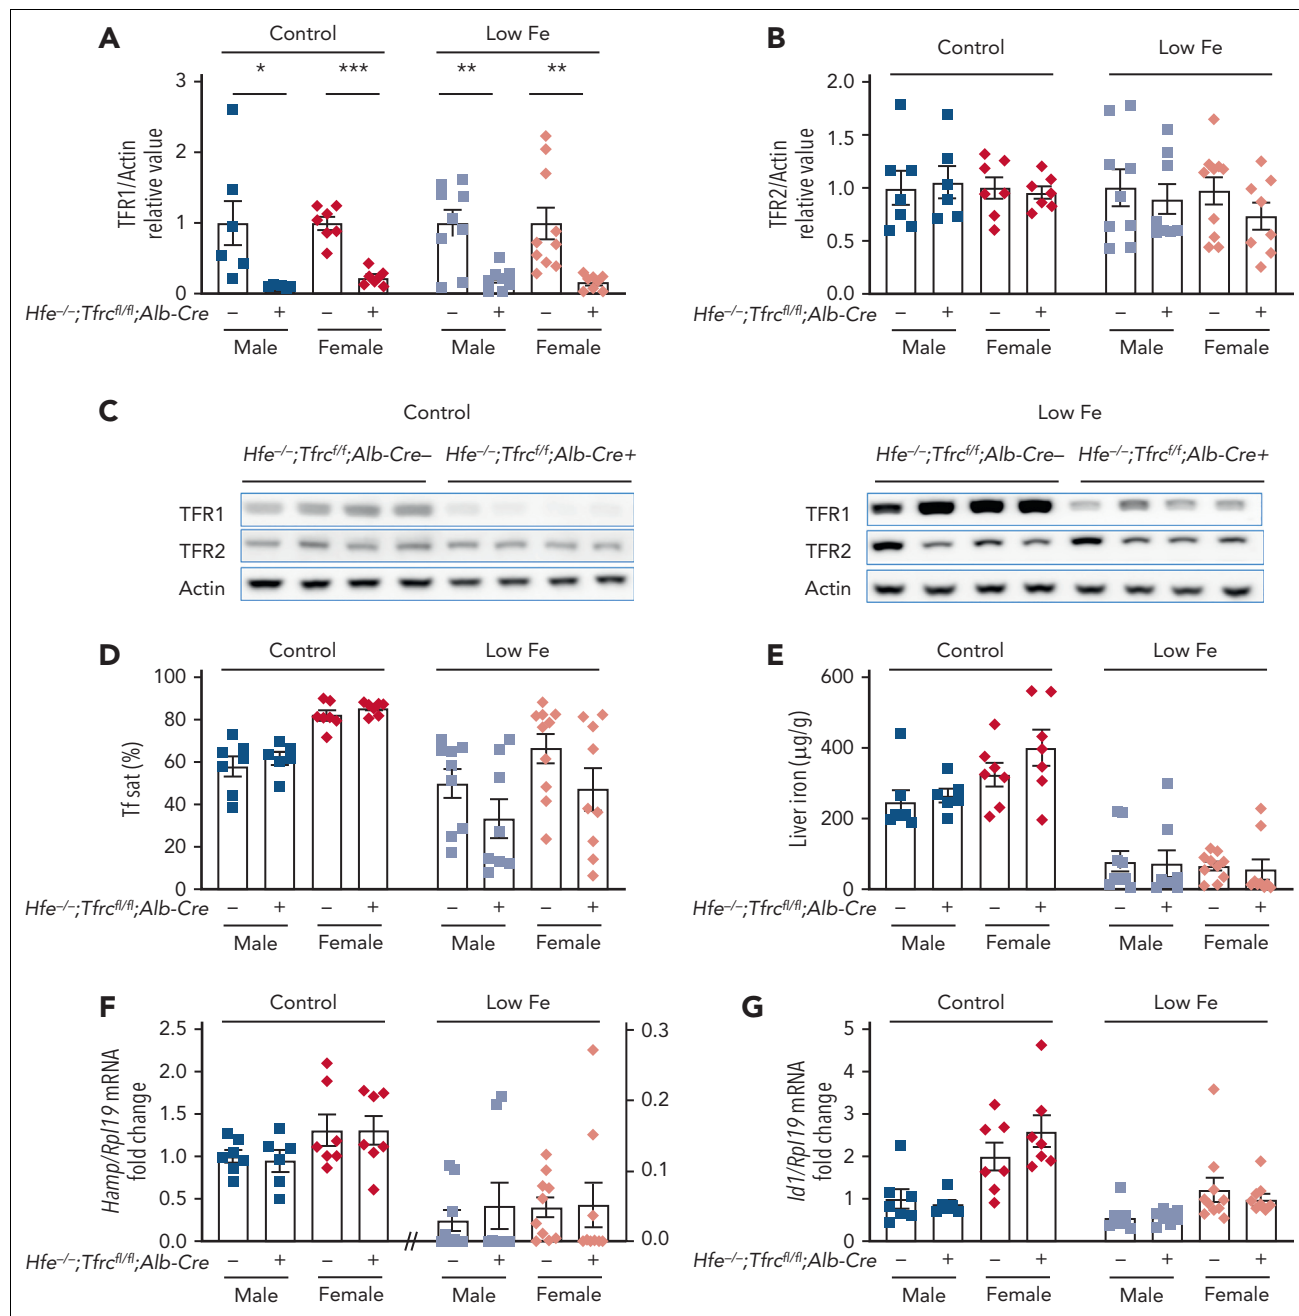 A
Control
Low Fe
* *** ** **
TFR1/Actin
relative value
3
2
1
0
Hfe–/–;Tfrcfl/fl;Alb-Cre – + – + – + – +
Male Female Male Female
B
Control
Low Fe
TFR2/Actin
relative value
2.0
1.5
1.0
0.5
0.0
Hfe–/–;Tfrcfl/fl;Alb-Cre – + – + – + – +
Male Female Male Female
C
Control
Hfe–/–;Tfrcf/f;Alb-Cre– Hfe–/–;Tfrcf/f;Alb-Cre+
TFR1
TFR2
Actin
Low Fe
Hfe–/–;Tfrcf/f;Alb-Cre– Hfe–/–;Tfrcf/f;Alb-Cre+
TFR1
TFR2
Actin
D
Control
Low Fe
Tf sat (%)
100
80
60
40
20
0
Hfe–/–;Tfrcfl/fl;Alb-Cre – + – + – + – +
Male Female Male Female
E
Control
Low Fe
Liver iron (μg/g)
600
400
200
0
Hfe–/–;Tfrcfl/fl;Alb-Cre – + – + – + – +
Male Female Male Female
F
Control
Low Fe
Hamp/Rpl19 mRNA
fold change
2.5
2.0
1.5
1.0
0.5
0.0
0.3
0.2
0.1
0.0
//
Hfe–/–;Tfrcfl/fl;Alb-Cre – + – + – + – +
Male Female Male Female
G
Control
Low Fe
Id1/Rpl19 mRNA
fold change
5
4
3
2
1
0
Hfe–/–;Tfrcfl/fl;Alb-Cre – + – + – + – +
Male Female Male Female